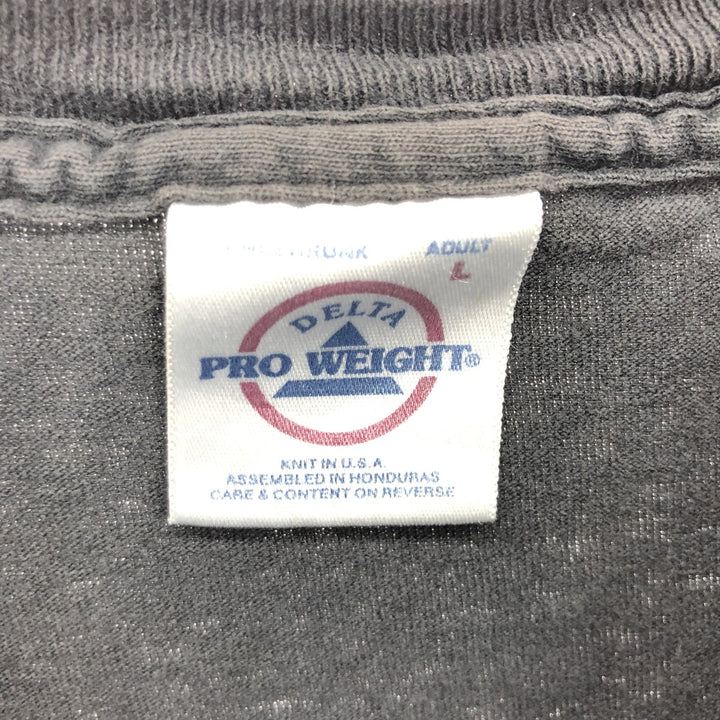 ADULT
L
DELTA
PRO WEIGHT®
KNIT IN U.S.A.
ASSEMBLED IN HONDURAS
CARE & CONTENT ON REVERSE